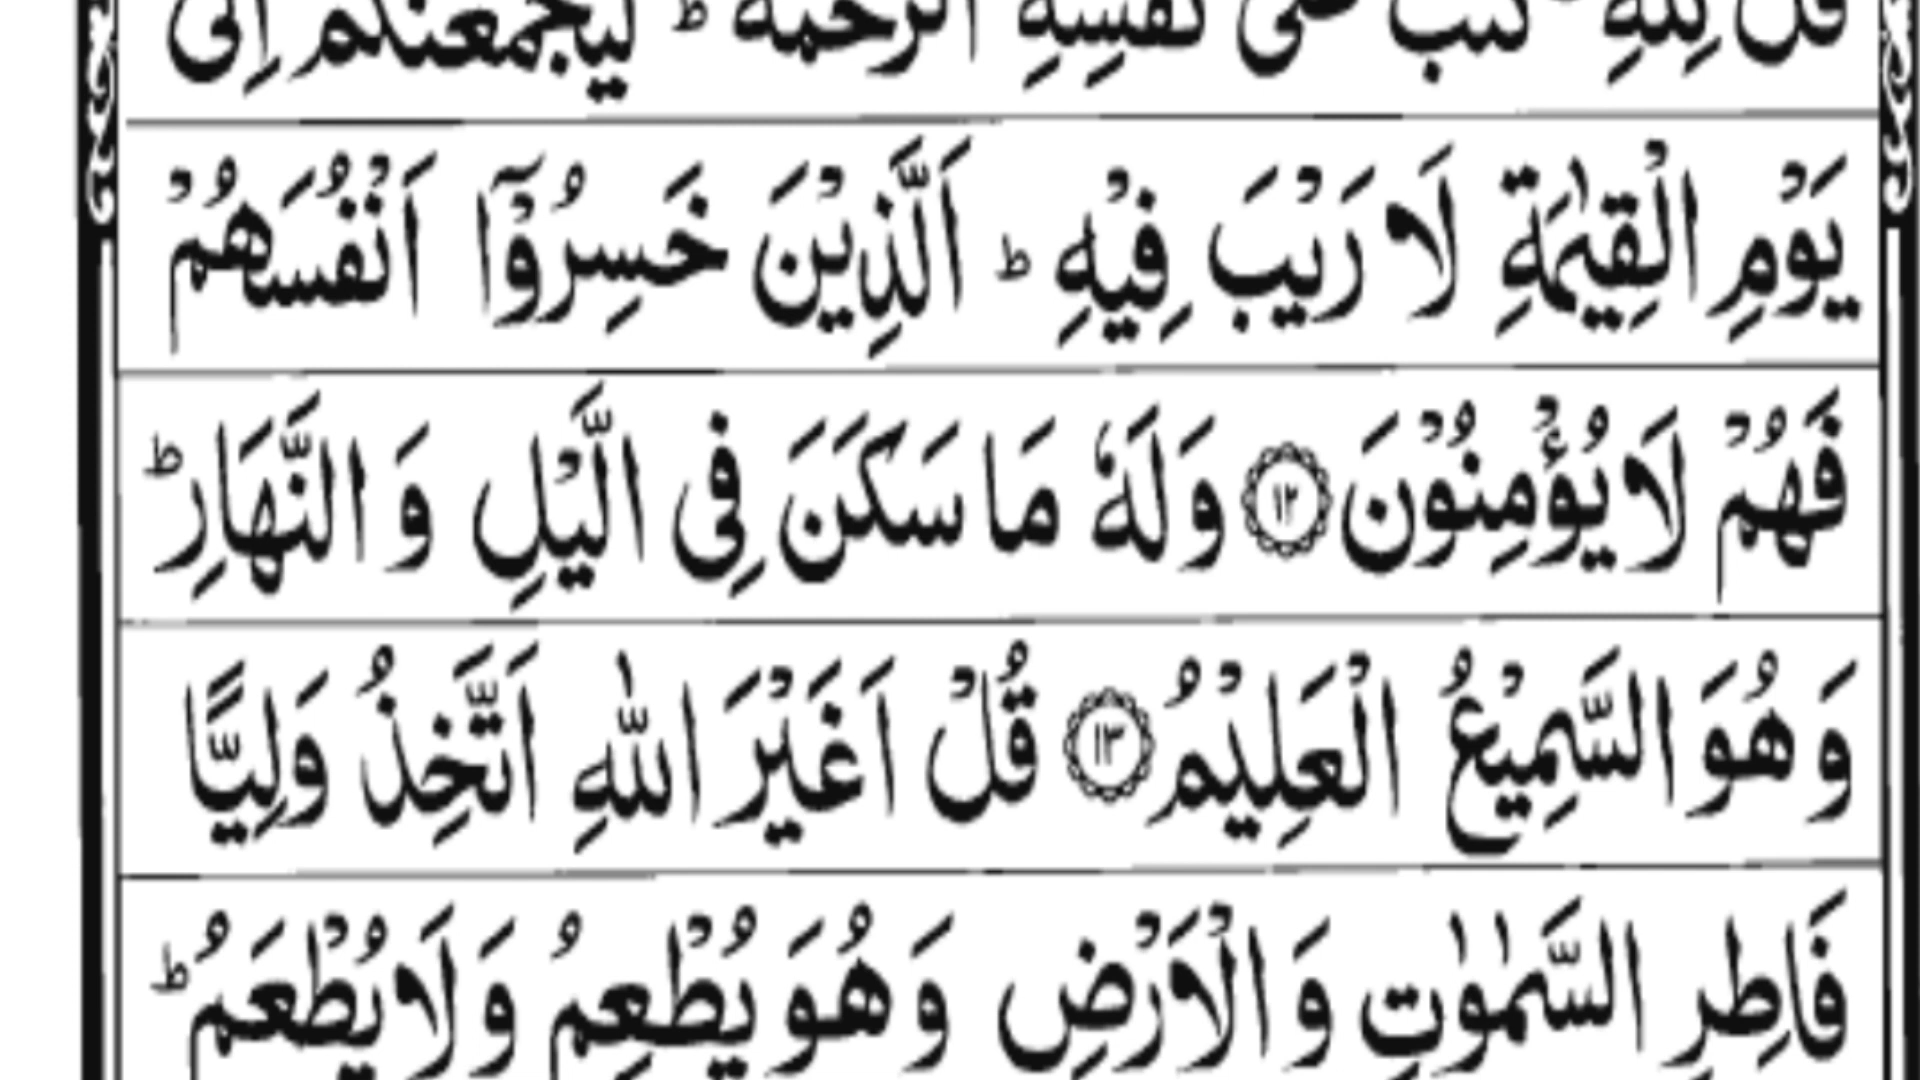 قُلْ لِلّٰهِ كَتَبَ عَلٰى نَفْسِهِ الرَّحْمَةَ ؕ لَيَجْمَعَنَّكُمْ اِلٰى
يَوْمِ الْقِيٰمَةِ لَا رَيْبَ فِيْهِ ؕ اَلَّذِيْنَ خَسِرُوْٓا اَنْفُسَهُمْ
فَهُمْ لَا يُؤْمِنُوْنَ ۝۱۲ وَلَهٗ مَا سَكَنَ فِى الَّيْلِ وَ النَّهَارِ ؕ
وَ هُوَ السَّمِيْعُ الْعَلِيْمُ ۝۱۳ قُلْ اَغَيْرَ اللّٰهِ اَتَّخِذُ وَلِيًّا
فَاطِرِ السَّمٰوٰتِ وَ الْاَرْضِ وَ هُوَ يُطْعِمُ وَ لَا يُطْعَمُ ؕ